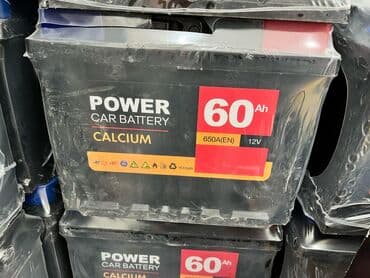 POWER
CAR BATTERY
CALCIUM
60Ah
650A(EN)
12V
POWER
CAR BATTERY
60Ah